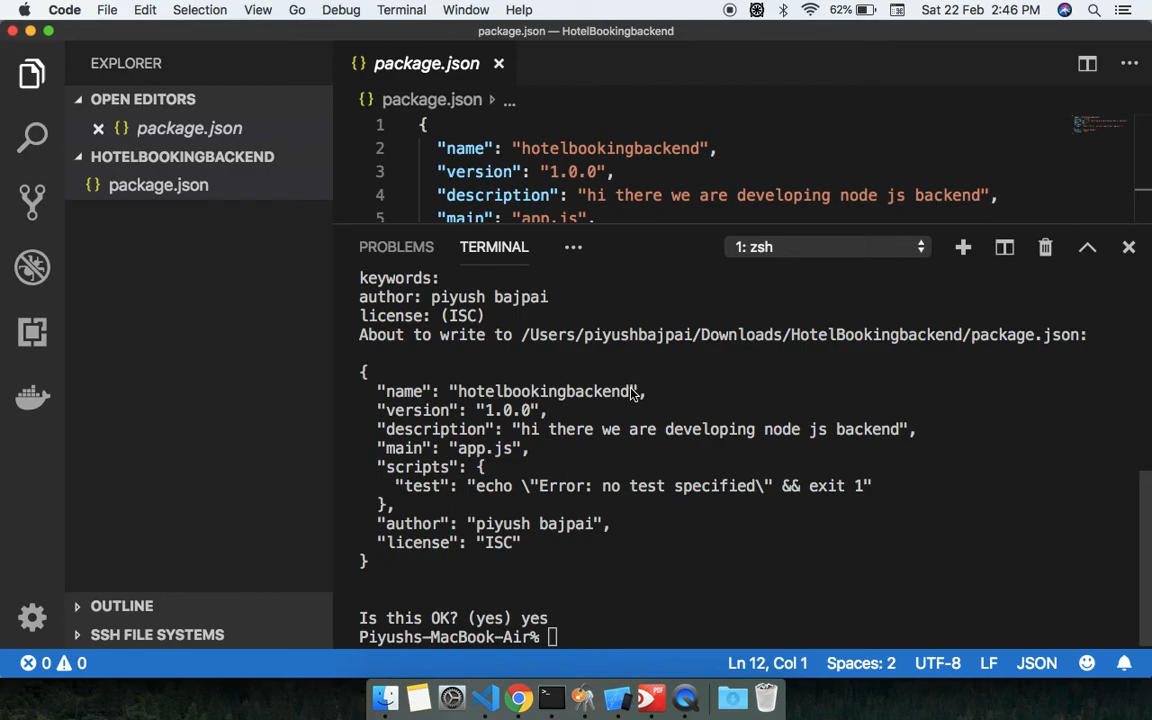 Code File Edit Selection View Go Debug Terminal Window Help 62% Sat 22 Feb 2:46 PM
package.json — HotelBookingbackend
EXPLORER
OPEN EDITORS
package.json
HOTELBOOKINGBACKEND
package.json
OUTLINE
SSH FILE SYSTEMS
package.json
package.json ...
1 {
2 "name": "hotelbookingbackend",
3 "version": "1.0.0",
4 "description": "hi there we are developing node js backend",
5 "main": "app.js",
PROBLEMS TERMINAL ... 1: zsh
keywords:
author: piyush bajpai
license: (ISC)
About to write to /Users/piyushbajpai/Downloads/HotelBookingbackend/package.json:
{
"name": "hotelbookingbackend",
"version": "1.0.0",
"description": "hi there we are developing node js backend",
"main": "app.js",
"scripts": {
"test": "echo \"Error: no test specified\" && exit 1"
},
"author": "piyush bajpai",
"license": "ISC"
}
Is this OK? (yes) yes
Piyushs-MacBook-Air%
0 0 Ln 12, Col 1 Spaces: 2 UTF-8 LF JSON
PDF